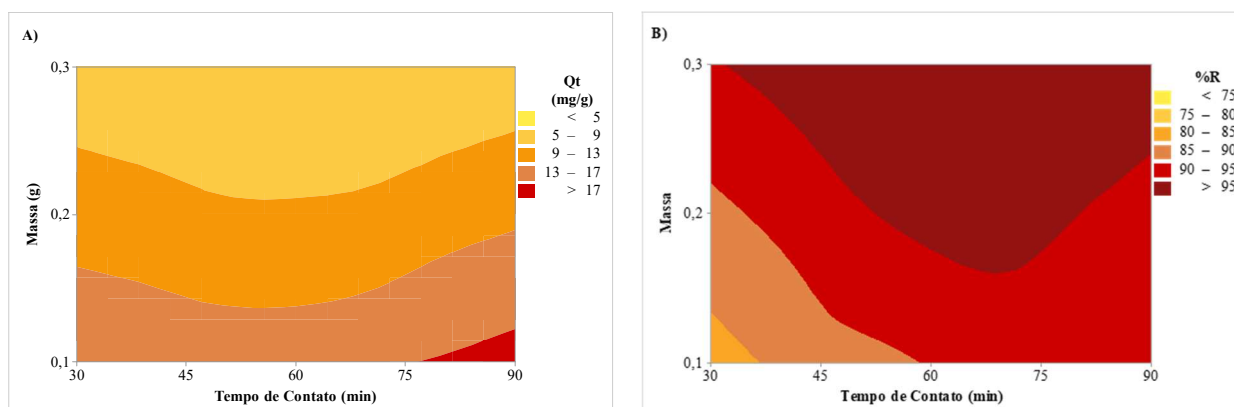 A)
0,3
0,2
0,1
Massa (g)
30 45 60 75 90
Tempo de Contato (min)
Qt
(mg/g)
< 5
5 – 9
9 – 13
13 – 17
> 17
B)
0,3
0,2
0,1
Massa
30 45 60 75 90
Tempo de Contato (min)
%R
< 75
75 – 80
80 – 85
85 – 90
90 – 95
> 95